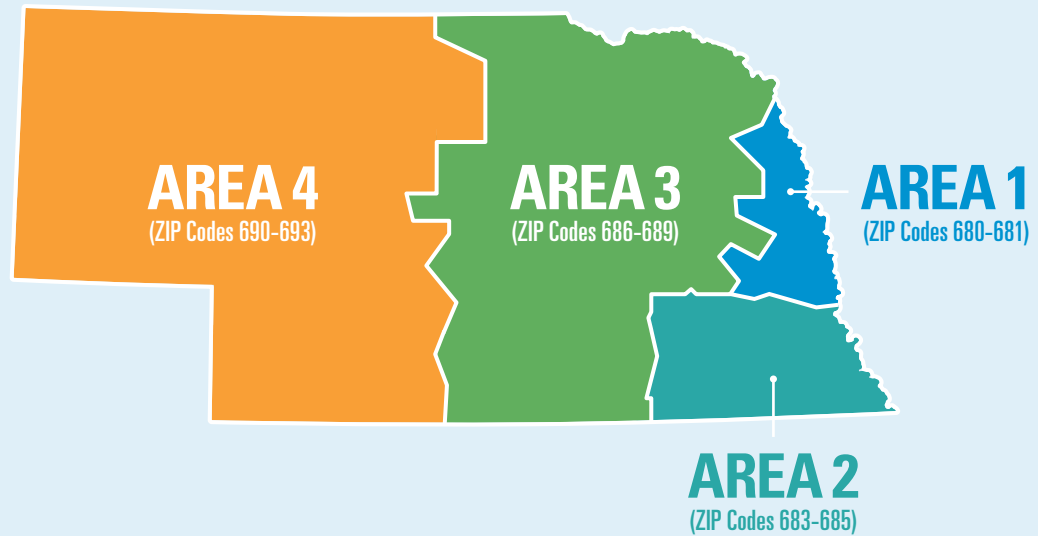 AREA 4
(ZIP Codes 690-693)
AREA 3
(ZIP Codes 686-689)
AREA 1
(ZIP Codes 680-681)
AREA 2
(ZIP Codes 683-685)